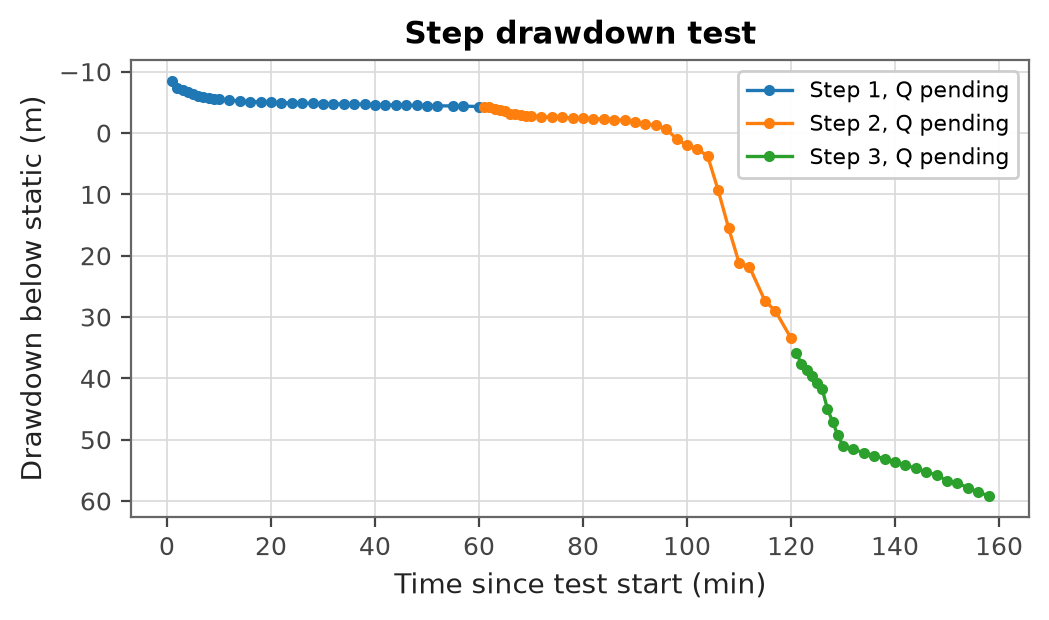 Step drawdown test
Drawdown below static (m)
−10
0
10
20
30
40
50
60
Step 1, Q pending
Step 2, Q pending
Step 3, Q pending
0 20 40 60 80 100 120 140 160
Time since test start (min)